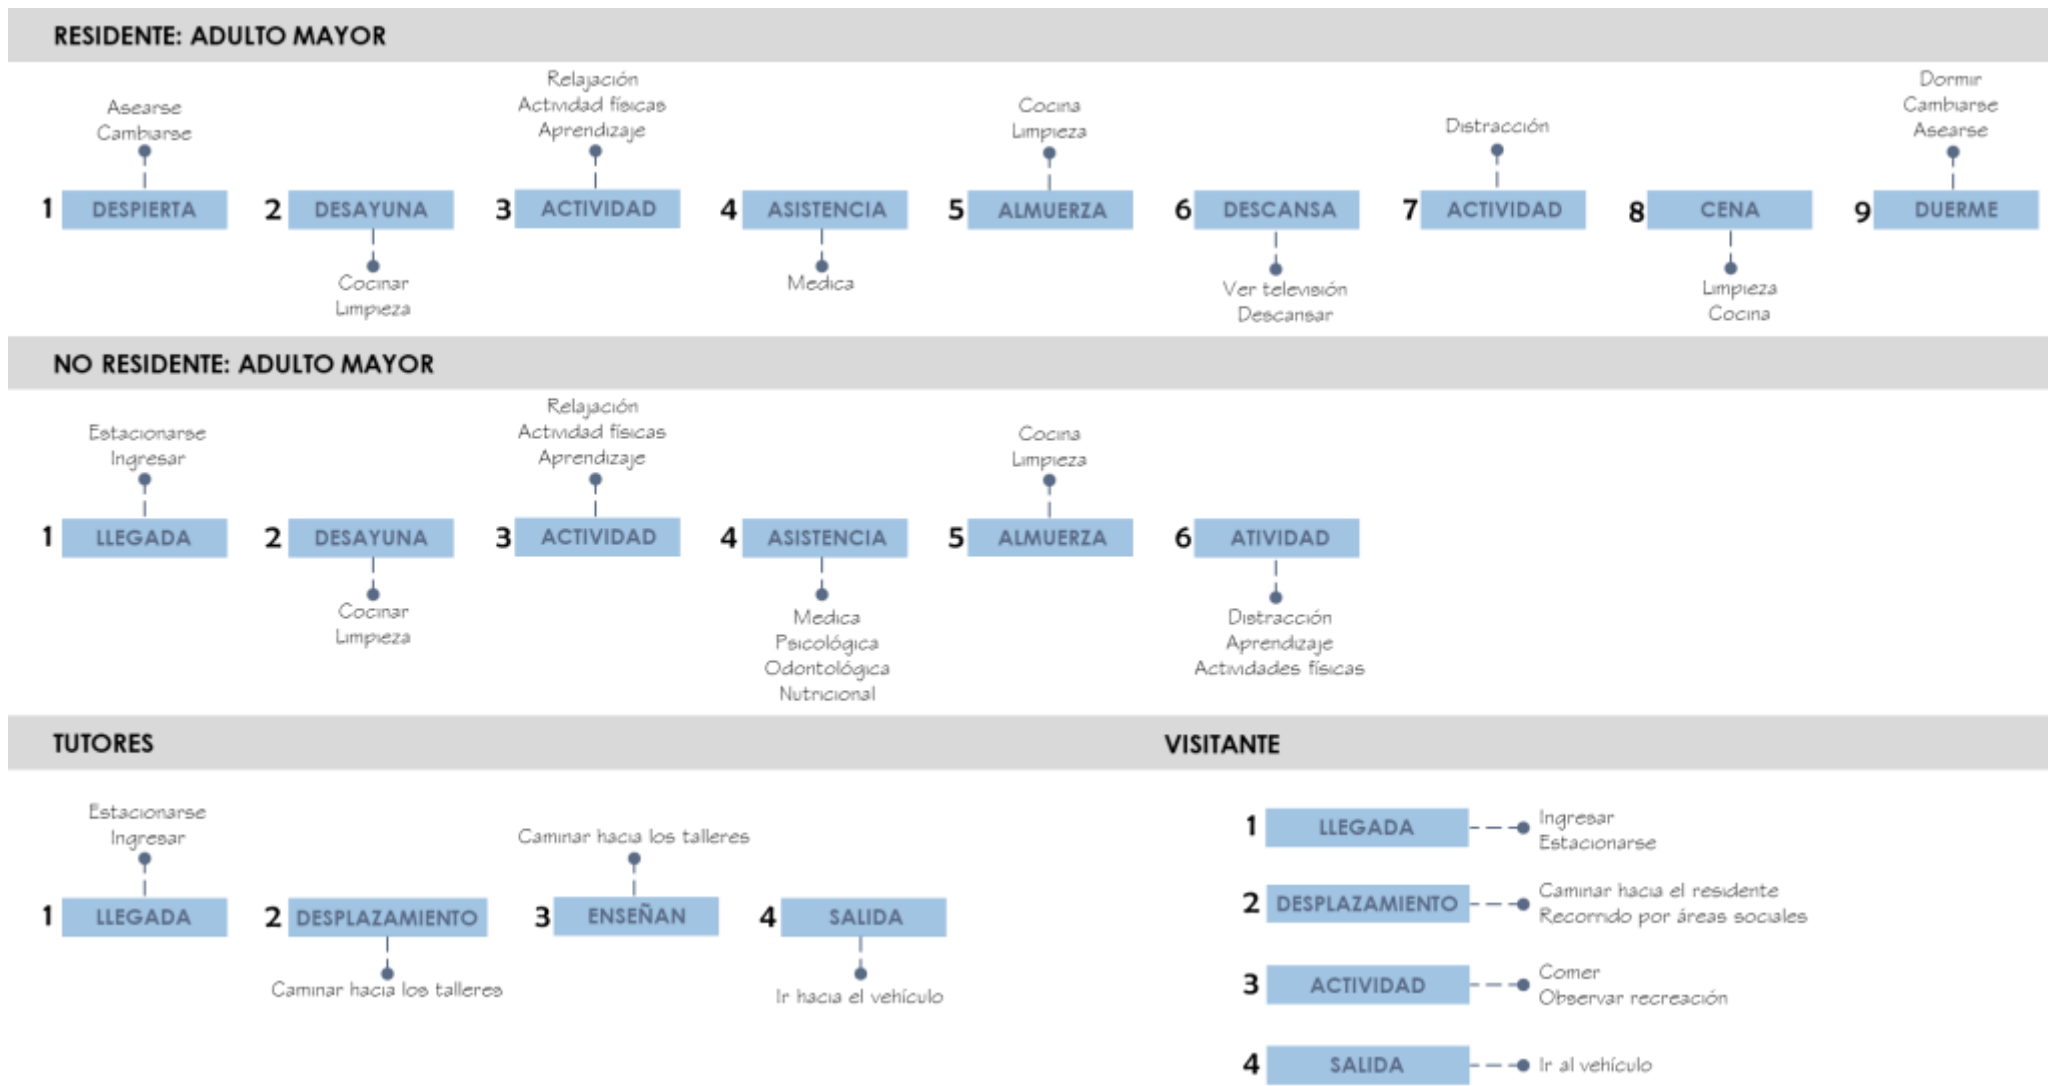 RESIDENTE: ADULTO MAYOR
Asearse
Cambiarse
1 DESPIERTA
2 DESAYUNA
Cocinar
Limpieza
Relajación
Actividad físicas
Aprendizaje
3 ACTIVIDAD
4 ASISTENCIA
Medica
Cocina
Limpieza
5 ALMUERZA
6 DESCANSA
Ver televisión
Descansar
Distracción
7 ACTIVIDAD
8 CENA
Limpieza
Cocina
Dormir
Cambiarse
Asearse
9 DUERME
NO RESIDENTE: ADULTO MAYOR
Estacionarse
Ingresar
1 LLEGADA
2 DESAYUNA
Cocinar
Limpieza
Relajación
Actividad físicas
Aprendizaje
3 ACTIVIDAD
4 ASISTENCIA
Medica
Psicológica
Odontológica
Nutricional
Cocina
Limpieza
5 ALMUERZA
6 ATIVIDAD
Distracción
Aprendizaje
Actividades físicas
TUTORES
Estacionarse
Ingresar
1 LLEGADA
2 DESPLAZAMIENTO
Caminar hacia los talleres
Caminar hacia los talleres
3 ENSEÑAN
4 SALIDA
Ir hacia el vehículo
VISITANTE
1 LLEGADA
Ingresar
Estacionarse
2 DESPLAZAMIENTO
Caminar hacia el residente
Recorrido por áreas sociales
3 ACTIVIDAD
Comer
Observar recreación
4 SALIDA
Ir al vehículo